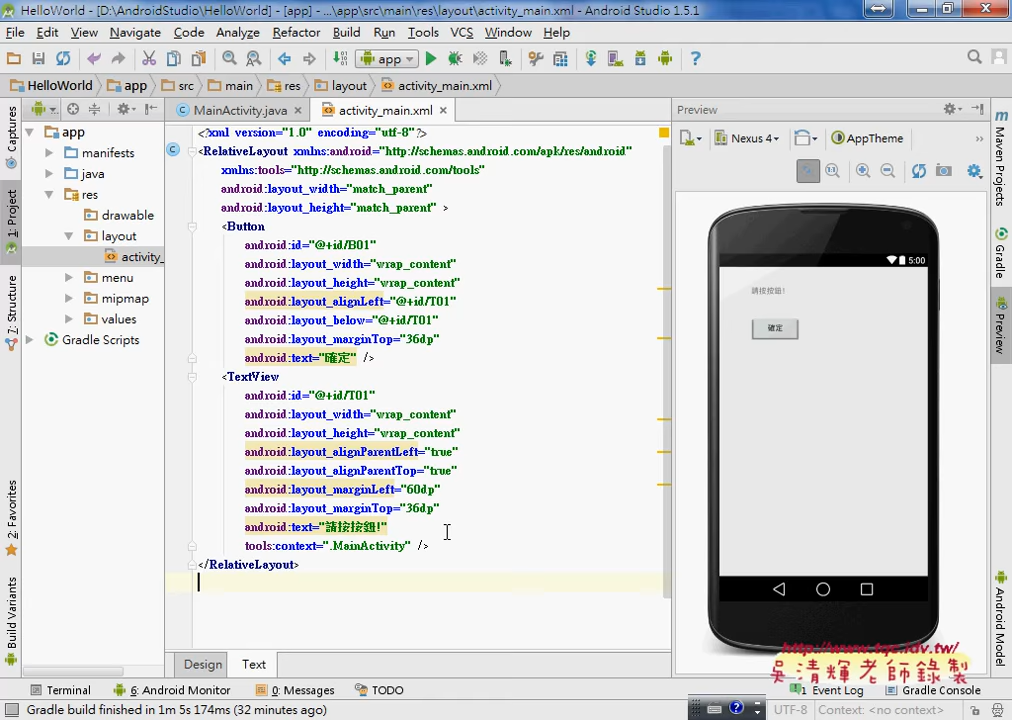 HelloWorld - [D:\AndroidStudio\HelloWorld] - [app] - ...\app\src\main\res\layout\activity_main.xml - Android Studio 1.5.1
File Edit View Navigate Code Analyze Refactor Build Run Tools VCS Window Help
app
HelloWorld app src main res layout activity_main.xml
MainActivity.java activity_main.xml
Preview
Captures
1: Project
7: Structure
2: Favorites
Build Variants
app
manifests
java
res
drawable
layout
activity_
menu
mipmap
values
Gradle Scripts
<?xml version="1.0" encoding="utf-8"?>
<RelativeLayout xmlns:android="http://schemas.android.com/apk/res/android"
xmlns:tools="http://schemas.android.com/tools"
android:layout_width="match_parent"
android:layout_height="match_parent" >
<Button
android:id="@+id/B01"
android:layout_width="wrap_content"
android:layout_height="wrap_content"
android:layout_alignLeft="@+id/T01"
android:layout_below="@+id/T01"
android:layout_marginTop="36dp"
android:text="確定" />
<TextView
android:id="@+id/T01"
android:layout_width="wrap_content"
android:layout_height="wrap_content"
android:layout_alignParentLeft="true"
android:layout_alignParentTop="true"
android:layout_marginLeft="60dp"
android:layout_marginTop="36dp"
android:text="請按按鈕!"
tools:context=".MainActivity" />
</RelativeLayout>
Nexus 4 AppTheme
5:00
請按按鈕!
確定
Maven Projects
Gradle
Preview
Android Model
Design Text
http://www.tqc.idv.tw/
吳清輝老師錄製
Terminal 6: Android Monitor 0: Messages TODO 1 Event Log Gradle Console
Gradle build finished in 1m 5s 174ms (32 minutes ago) UTF-8 Context: <no context>